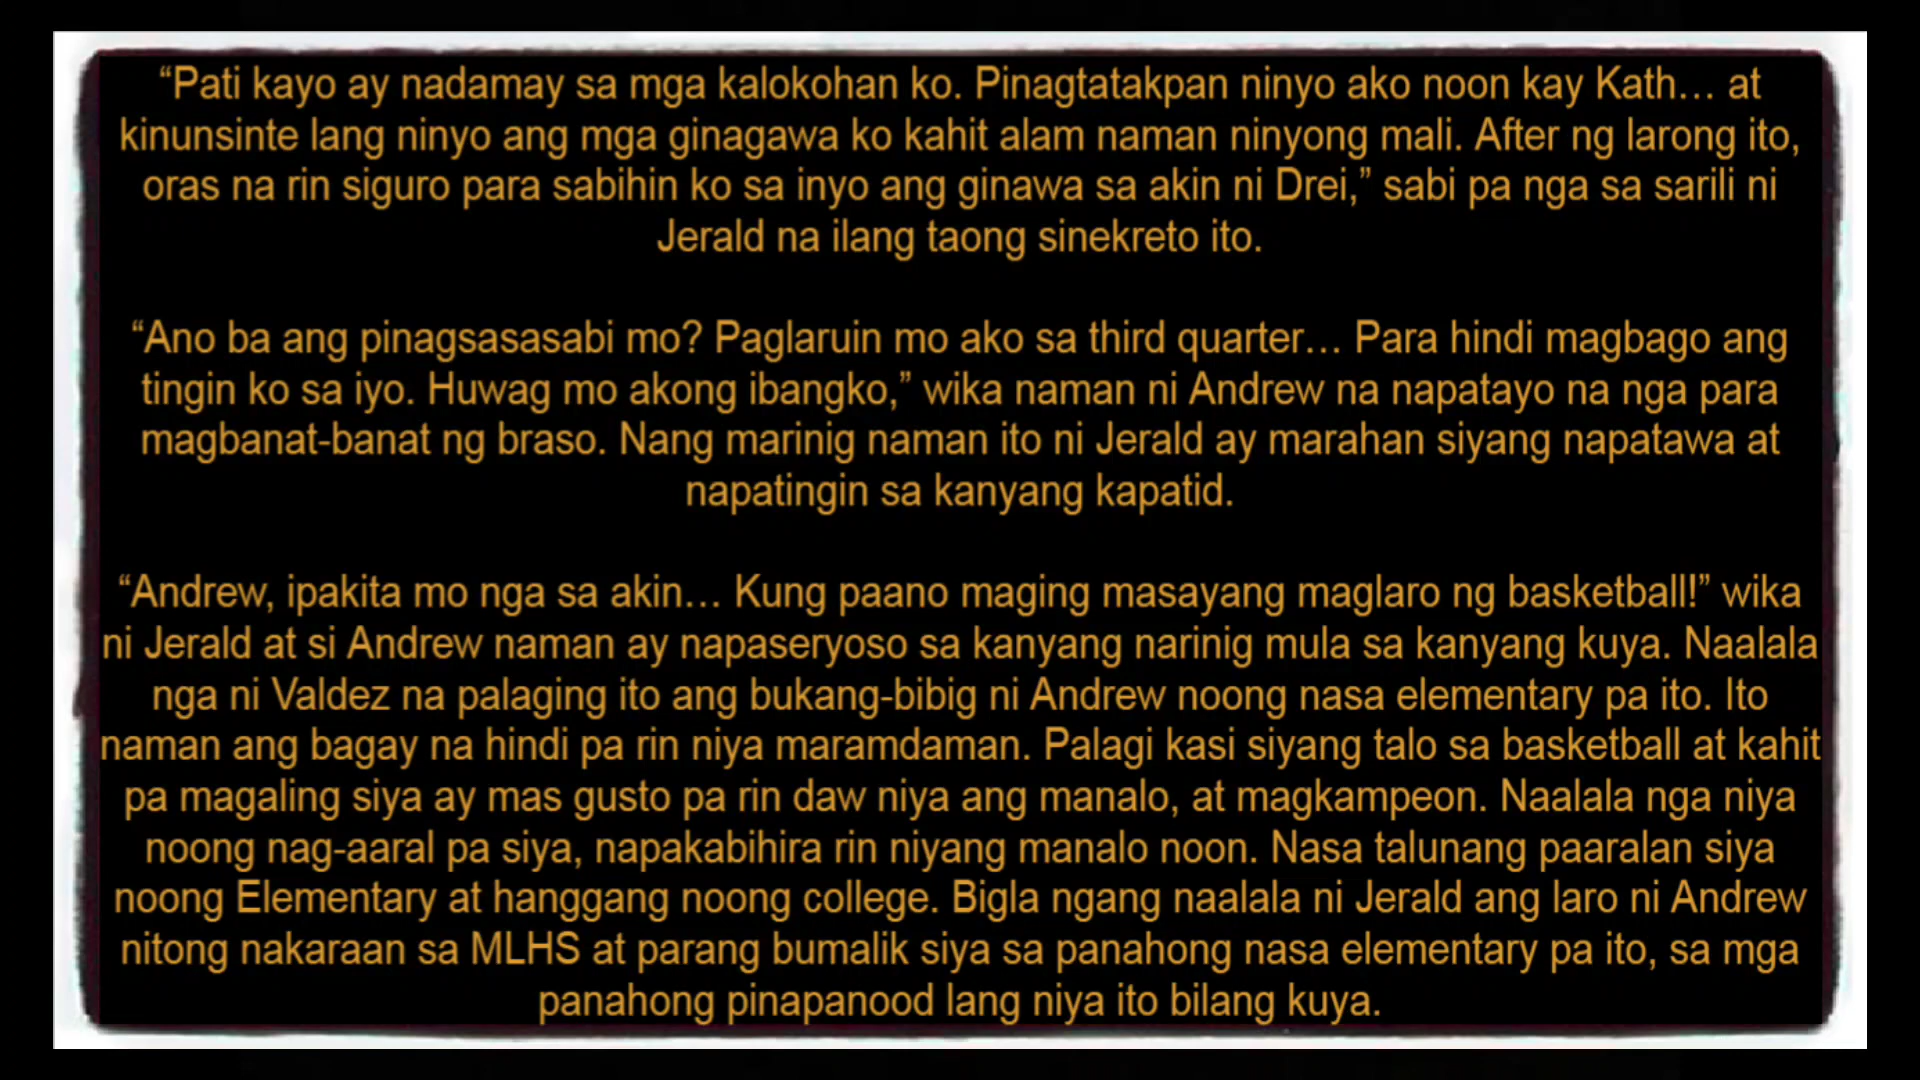 “Pati kayo ay nadamay sa mga kalokohan ko. Pinagtatakpan ninyo ako noon kay Kath… at
kinunsinte lang ninyo ang mga ginagawa ko kahit alam naman ninyong mali. After ng larong ito,
oras na rin siguro para sabihin ko sa inyo ang ginawa sa akin ni Drei,” sabi pa nga sa sarili ni
Jerald na ilang taong sinekreto ito.
“Ano ba ang pinagsasasabi mo? Paglaruin mo ako sa third quarter… Para hindi magbago ang
tingin ko sa iyo. Huwag mo akong ibangko,” wika naman ni Andrew na napatayo na nga para
magbanat-banat ng braso. Nang marinig naman ito ni Jerald ay marahan siyang napatawa at
napatingin sa kanyang kapatid.
“Andrew, ipakita mo nga sa akin… Kung paano maging masayang maglaro ng basketball!” wika
ni Jerald at si Andrew naman ay napaseryoso sa kanyang narinig mula sa kanyang kuya. Naalala
nga ni Valdez na palaging ito ang bukang-bibig ni Andrew noong nasa elementary pa ito. Ito
naman ang bagay na hindi pa rin niya maramdaman. Palagi kasi siyang talo sa basketball at kahit
pa magaling siya ay mas gusto pa rin daw niya ang manalo, at magkampeon. Naalala nga niya
noong nag-aaral pa siya, napakabihira rin niyang manalo noon. Nasa talunang paaralan siya
noong Elementary at hanggang noong college. Bigla ngang naalala ni Jerald ang laro ni Andrew
nitong nakaraan sa MLHS at parang bumalik siya sa panahong nasa elementary pa ito, sa mga
panahong pinapanood lang niya ito bilang kuya.